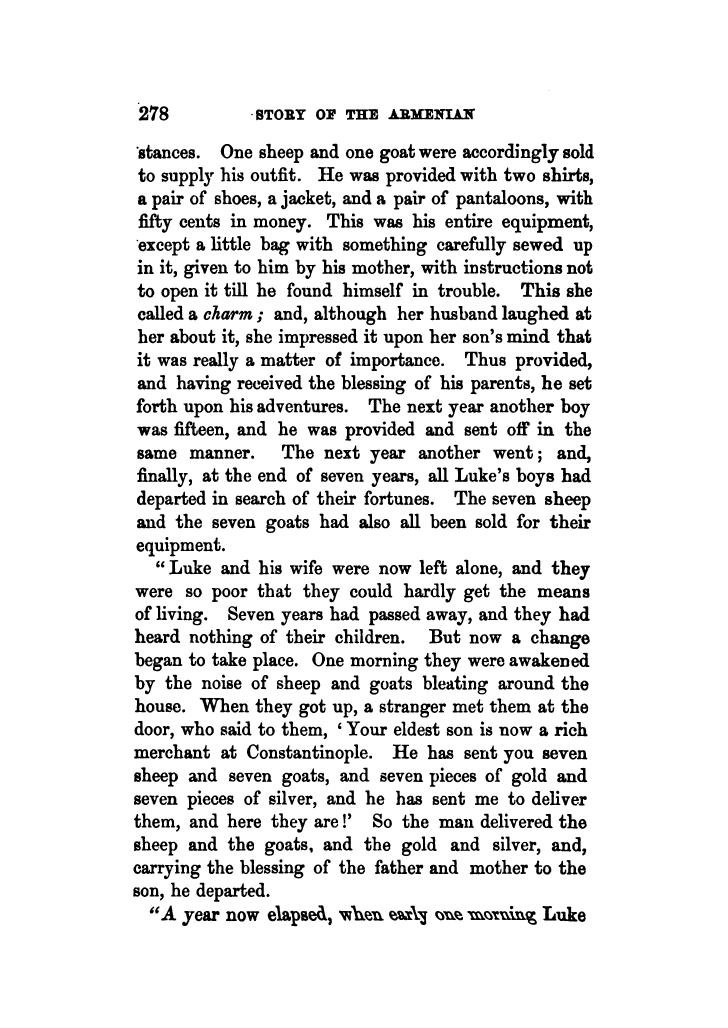 278 STORY OF THE ARMENIAN
stances. One sheep and one goat were accordingly sold
to supply his outfit. He was provided with two shirts,
a pair of shoes, a jacket, and a pair of pantaloons, with
fifty cents in money. This was his entire equipment,
except a little bag with something carefully sewed up
in it, given to him by his mother, with instructions not
to open it till he found himself in trouble. This she
called a charm; and, although her husband laughed at
her about it, she impressed it upon her son's mind that
it was really a matter of importance. Thus provided,
and having received the blessing of his parents, he set
forth upon his adventures. The next year another boy
was fifteen, and he was provided and sent off in the
same manner. The next year another went; and,
finally, at the end of seven years, all Luke's boys had
departed in search of their fortunes. The seven sheep
and the seven goats had also all been sold for their
equipment.
"Luke and his wife were now left alone, and they
were so poor that they could hardly get the means
of living. Seven years had passed away, and they had
heard nothing of their children. But now a change
began to take place. One morning they were awakened
by the noise of sheep and goats bleating around the
house. When they got up, a stranger met them at the
door, who said to them, 'Your eldest son is now a rich
merchant at Constantinople. He has sent you seven
sheep and seven goats, and seven pieces of gold and
seven pieces of silver, and he has sent me to deliver
them, and here they are!' So the man delivered the
sheep and the goats, and the gold and silver, and,
carrying the blessing of the father and mother to the
son, he departed.
"A year now elapsed, when early one morning Luke